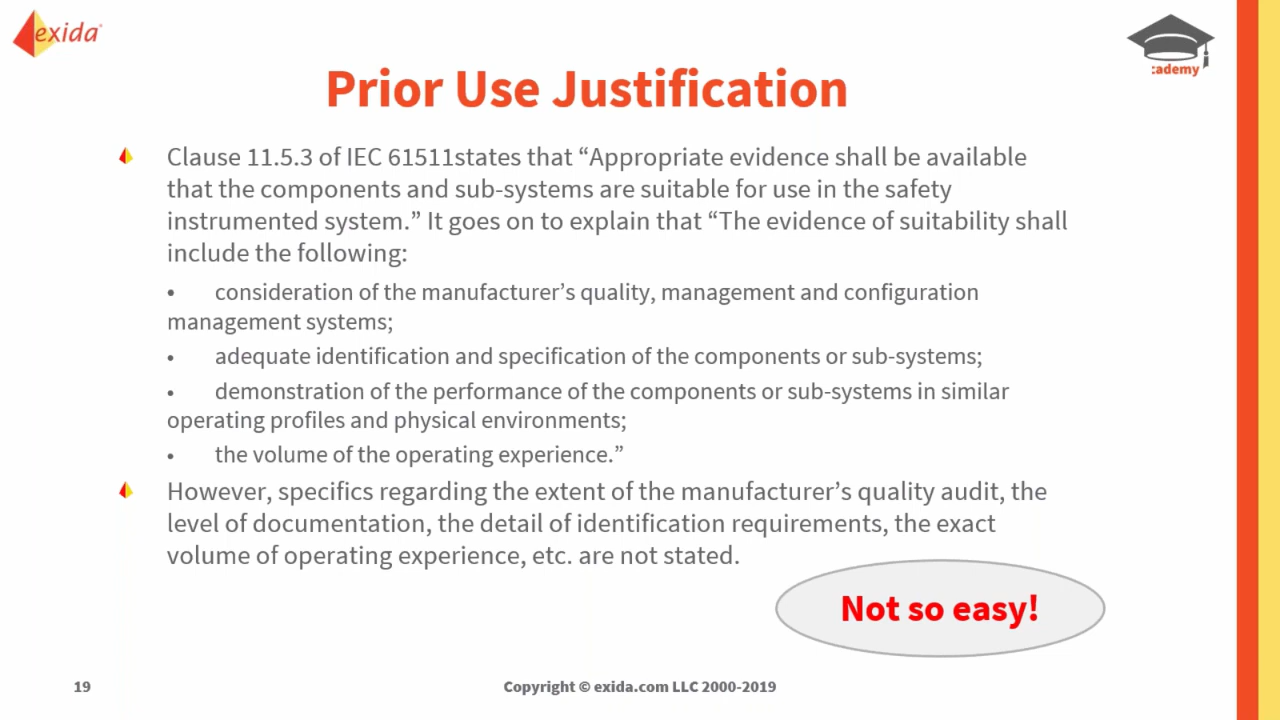 exida
:ademy
Prior Use Justification
Clause 11.5.3 of IEC 61511states that “Appropriate evidence shall be available
that the components and sub-systems are suitable for use in the safety
instrumented system.” It goes on to explain that “The evidence of suitability shall
include the following:
• consideration of the manufacturer’s quality, management and configuration
management systems;
• adequate identification and specification of the components or sub-systems;
• demonstration of the performance of the components or sub-systems in similar
operating profiles and physical environments;
• the volume of the operating experience.”
However, specifics regarding the extent of the manufacturer’s quality audit, the
level of documentation, the detail of identification requirements, the exact
volume of operating experience, etc. are not stated.
Not so easy!
19
Copyright © exida.com LLC 2000-2019